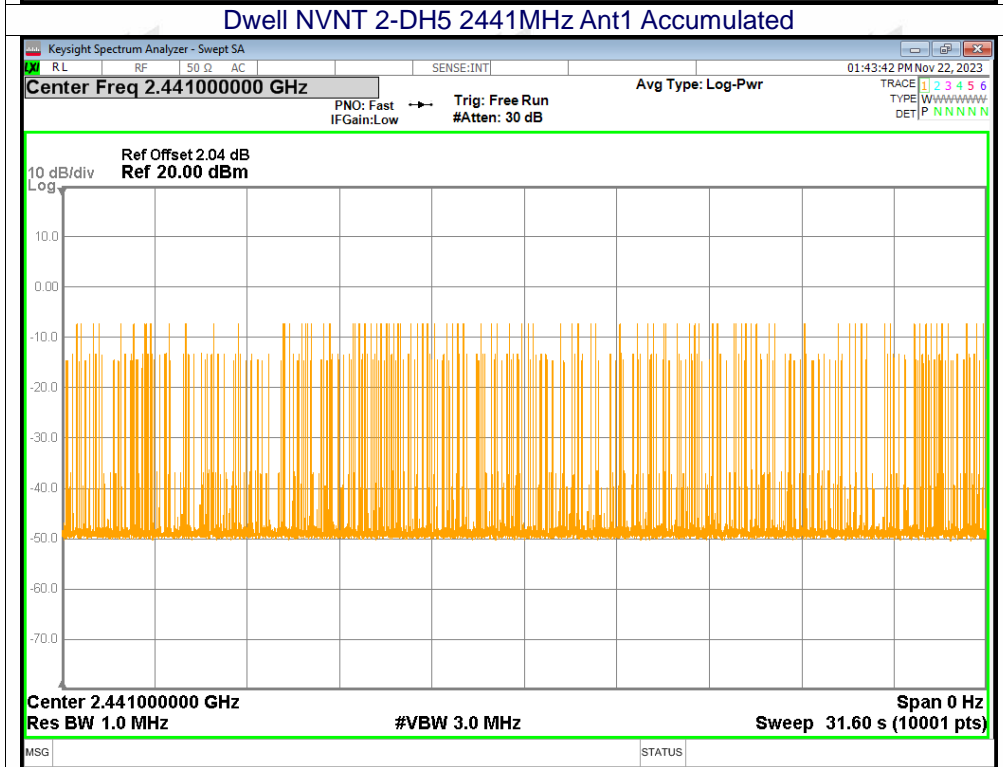 Dwell NVNT 2-DH5 2441MHz Ant1 Accumulated
Keysight Spectrum Analyzer - Swept SA
LXI RL RF 50 Ω AC SENSE:INT 01:43:42 PM Nov 22, 2023
Center Freq 2.441000000 GHz Avg Type: Log-Pwr TRACE 1 2 3 4 5 6
PNO: Fast Trig: Free Run TYPE WWWWWW
IFGain:Low #Atten: 30 dB DET P N N N N N
Ref Offset 2.04 dB
10 dB/div Ref 20.00 dBm
Log
10.0
0.00
-10.0
-20.0
-30.0
-40.0
-50.0
-60.0
-70.0
Center 2.441000000 GHz Span 0 Hz
Res BW 1.0 MHz #VBW 3.0 MHz Sweep 31.60 s (10001 pts)
MSG STATUS